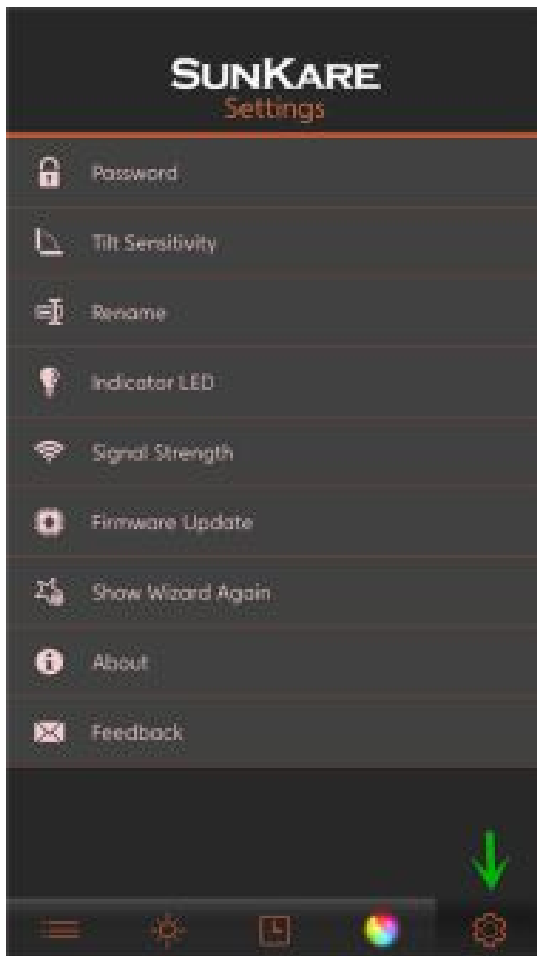 SUNKARE
Settings
Password
Tilt Sensitivity
Rename
Indicator LED
Signal Strength
Firmware Update
Show Wizard Again
About
Feedback